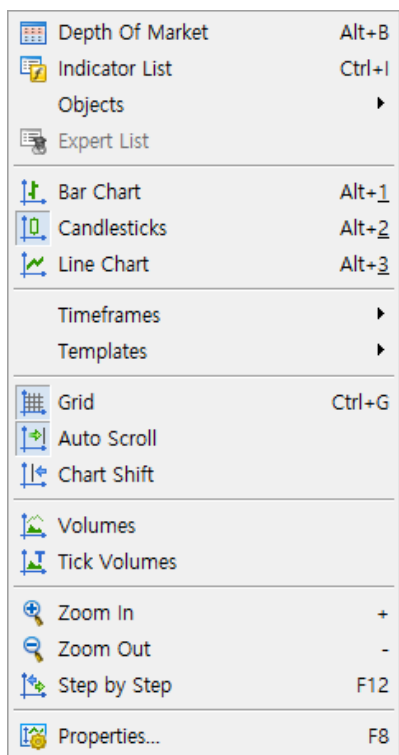 Depth Of Market Alt+B
Indicator List Ctrl+I
Objects
Expert List
Bar Chart Alt+1
Candlesticks Alt+2
Line Chart Alt+3
Timeframes
Templates
Grid Ctrl+G
Auto Scroll
Chart Shift
Volumes
Tick Volumes
Zoom In +
Zoom Out -
Step by Step F12
Properties... F8